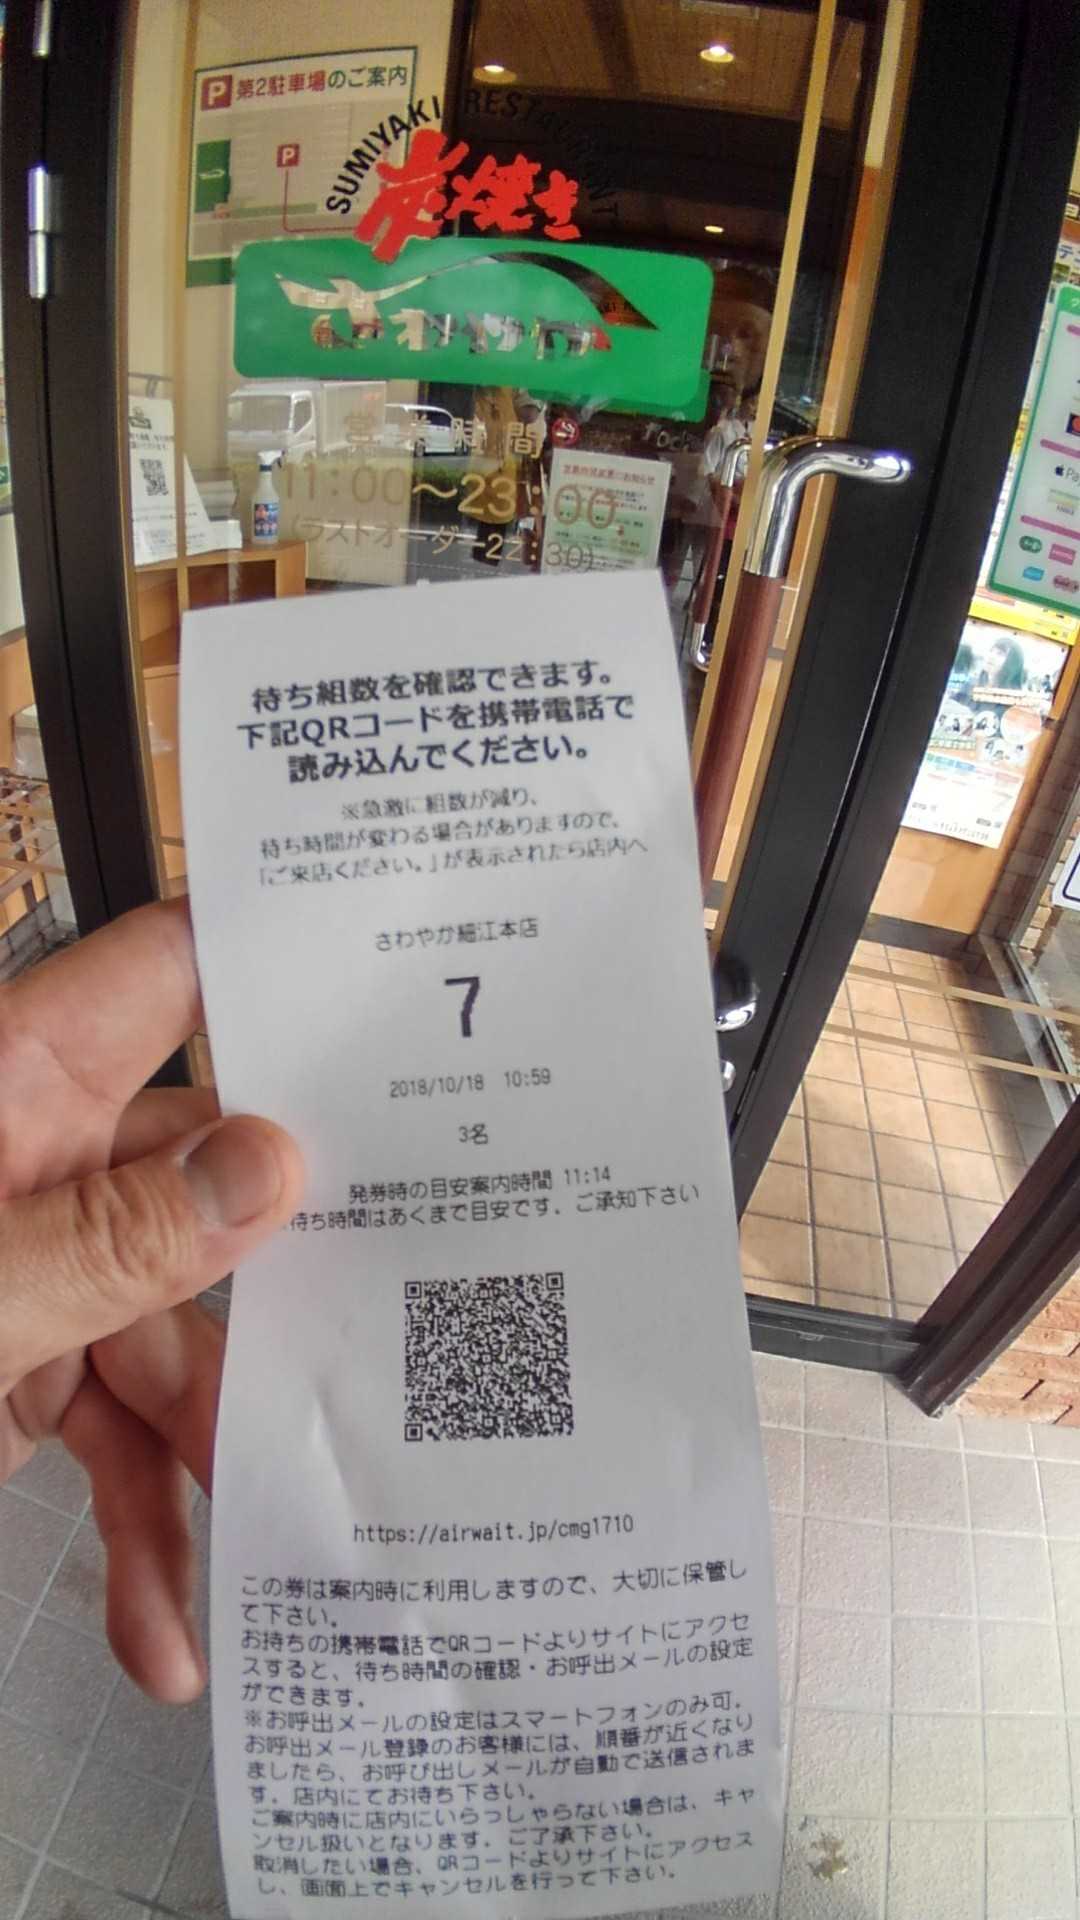 P 第2駐車場のご案内
P
SUMIYAKI RESTAURANT
炭焼き
さわやか
営業時間
11:00～23:00
(ラストオーダー22:30)
営業時間変更のお知らせ
待ち組数を確認できます。
下記QRコードを携帯電話で
読み込んでください。
※急激に組数が減り、
待ち時間が変わる場合がありますので、
「ご来店ください。」が表示されたら店内へ
さわやか細江本店
7
2018/10/18 10:59
3名
発券時の目安案内時間 11:14
待ち時間はあくまで目安です。ご承知下さい
https://airwait.jp/cmg1710
この券は案内時に利用しますので、大切に保管し
て下さい。
お持ちの携帯電話でQRコードよりサイトにアクセ
スすると、待ち時間の確認・お呼出メールの設定
ができます。
※お呼出メールの設定はスマートフォンのみ可。
お呼出メール登録のお客様には、順番が近くなり
ましたら、お呼び出しメールが自動で送信されま
す。店内にてお待ち下さい。
ご案内時に店内にいらっしゃらない場合は、キャ
ンセル扱いとなります。ご了承下さい。
取消したい場合、QRコードよりサイトにアクセス
し、画面上でキャンセルを行って下さい。